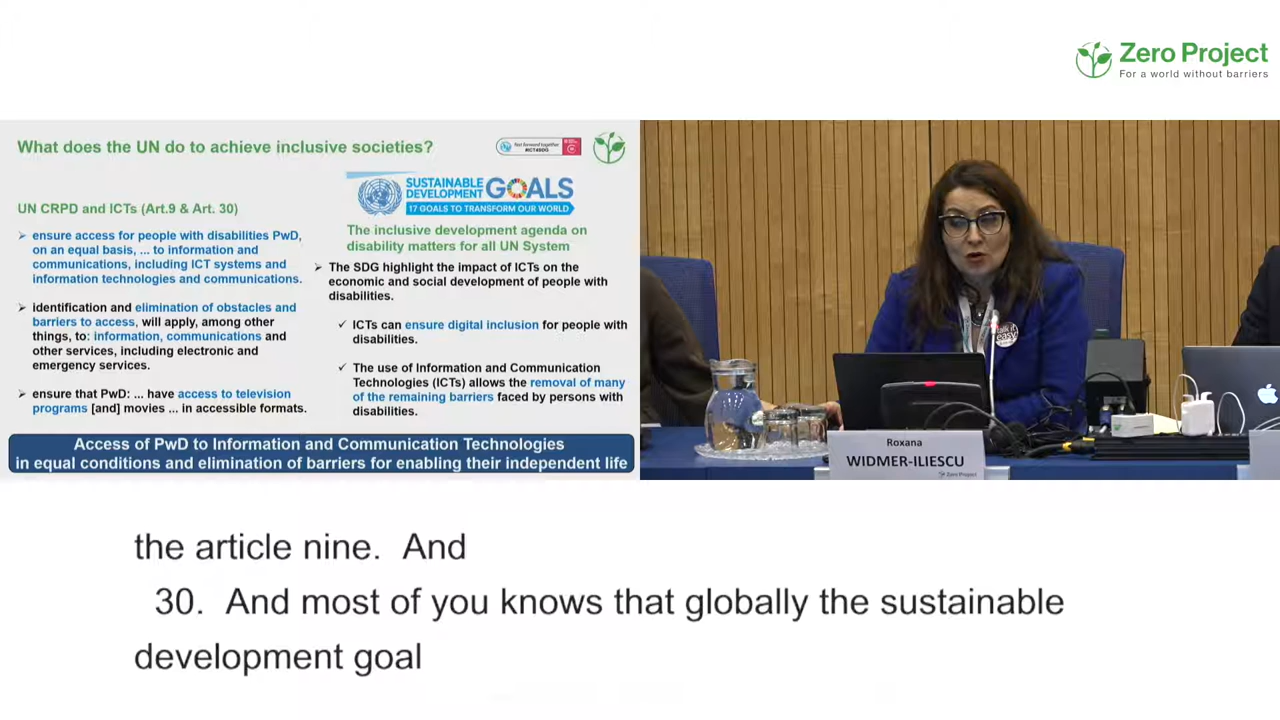 Zero Project
For a world without barriers
What does the UN do to achieve inclusive societies?
UN CRPD and ICTs (Art.9 & Art. 30)
ensure access for people with disabilities PwD,
on an equal basis, ... to information and
communications, including ICT systems and
information technologies and communications.
identification and elimination of obstacles and
barriers to access, will apply, among other
things, to: information, communications and
other services, including electronic and
emergency services.
ensure that PwD: ... have access to television
programs [and] movies ... in accessible formats.
SUSTAINABLE
DEVELOPMENT GOALS
17 GOALS TO TRANSFORM OUR WORLD
The inclusive development agenda on
disability matters for all UN System
The SDG highlight the impact of ICTs on the
economic and social development of people with
disabilities.
ICTs can ensure digital inclusion for people with
disabilities.
The use of Information and Communication
Technologies (ICTs) allows the removal of many
of the remaining barriers faced by persons with
disabilities.
Access of PwD to Information and Communication Technologies
in equal conditions and elimination of barriers for enabling their independent life
talk it
easy
Roxana
WIDMER-ILIESCU
Zero Project
the article nine. And
30. And most of you knows that globally the sustainable
development goal